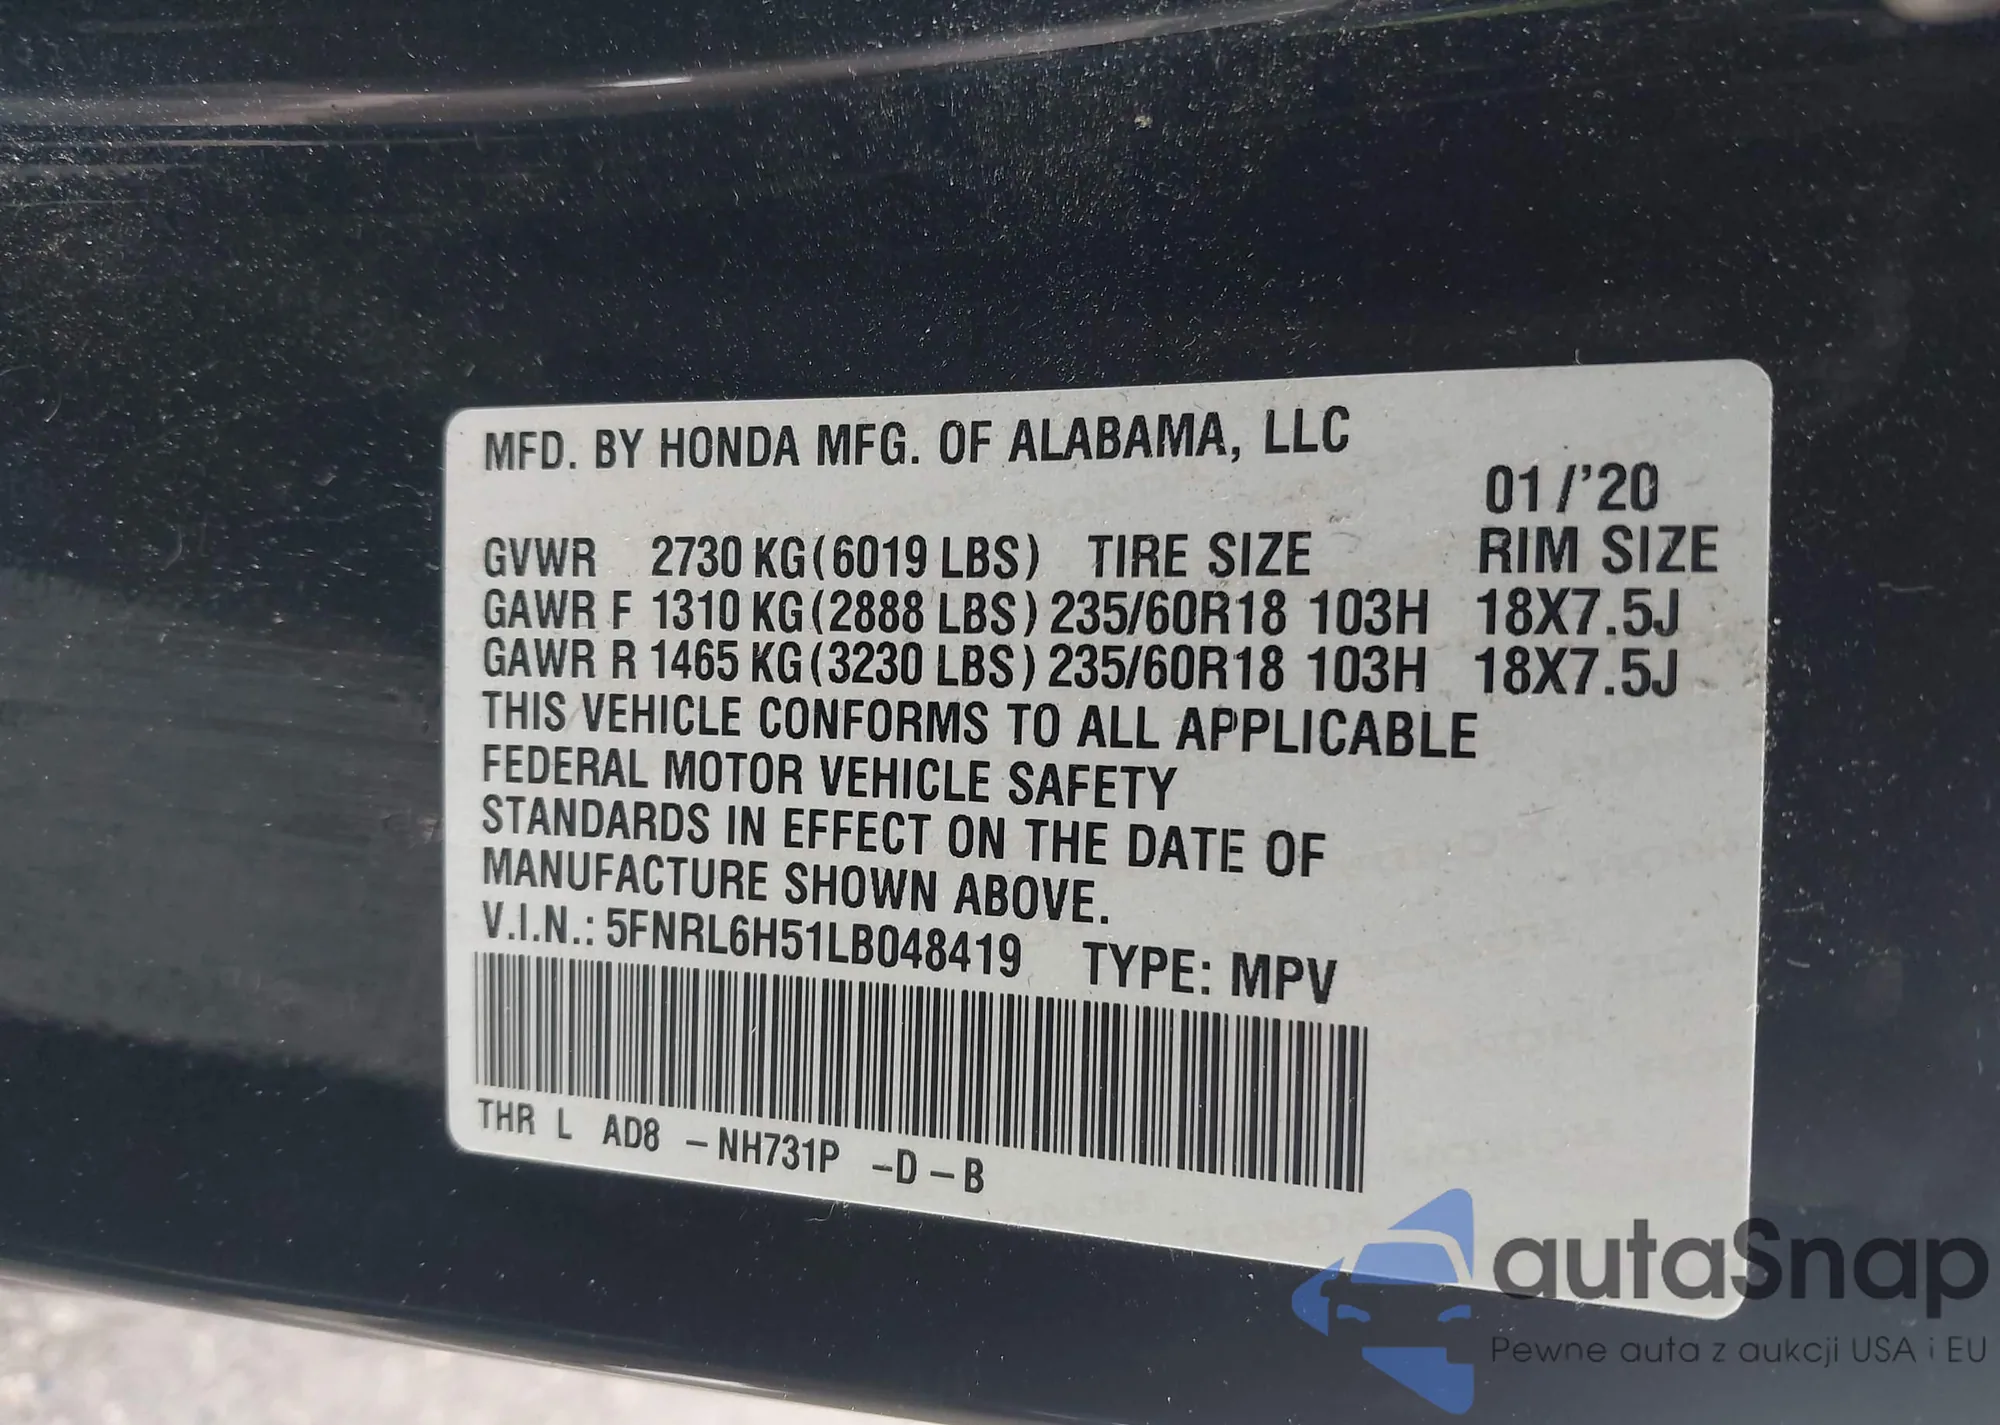 MFD. BY HONDA MFG. OF ALABAMA, LLC
01/'20
GVWR 2730 KG (6019 LBS) TIRE SIZE RIM SIZE
GAWR F 1310 KG (2888 LBS) 235/60R18 103H 18X7.5J
GAWR R 1465 KG (3230 LBS) 235/60R18 103H 18X7.5J
THIS VEHICLE CONFORMS TO ALL APPLICABLE
FEDERAL MOTOR VEHICLE SAFETY
STANDARDS IN EFFECT ON THE DATE OF
MANUFACTURE SHOWN ABOVE.
V.I.N.: 5FNRL6H51LB048419 TYPE: MPV
THR L AD8 -NH731P -D-B
autaSnap
Pewne auta z aukcji USA i EU